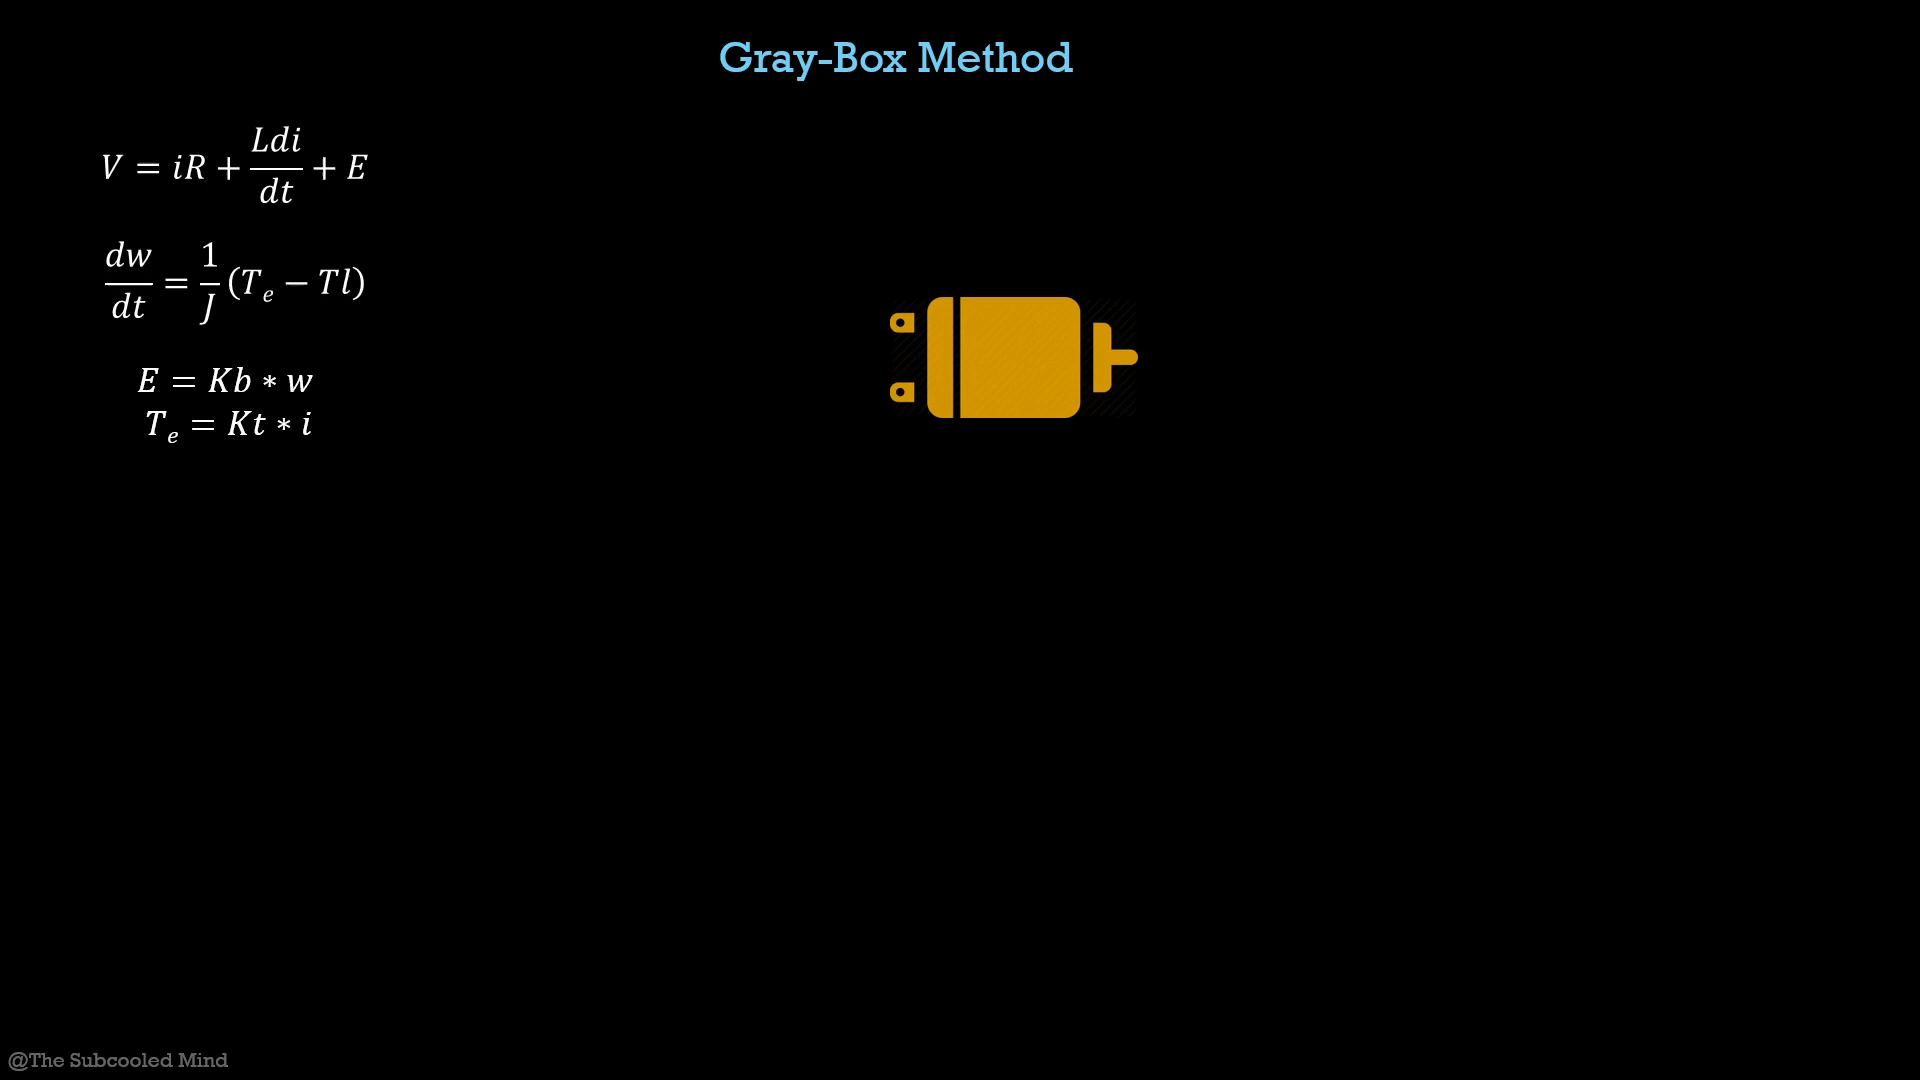 Gray-Box Method
V = iR + Ldi/dt + E
dw/dt = 1/J (Tₑ − Tl)
E = Kb ∗ w
Tₑ = Kt ∗ i
@The Subcooled Mind